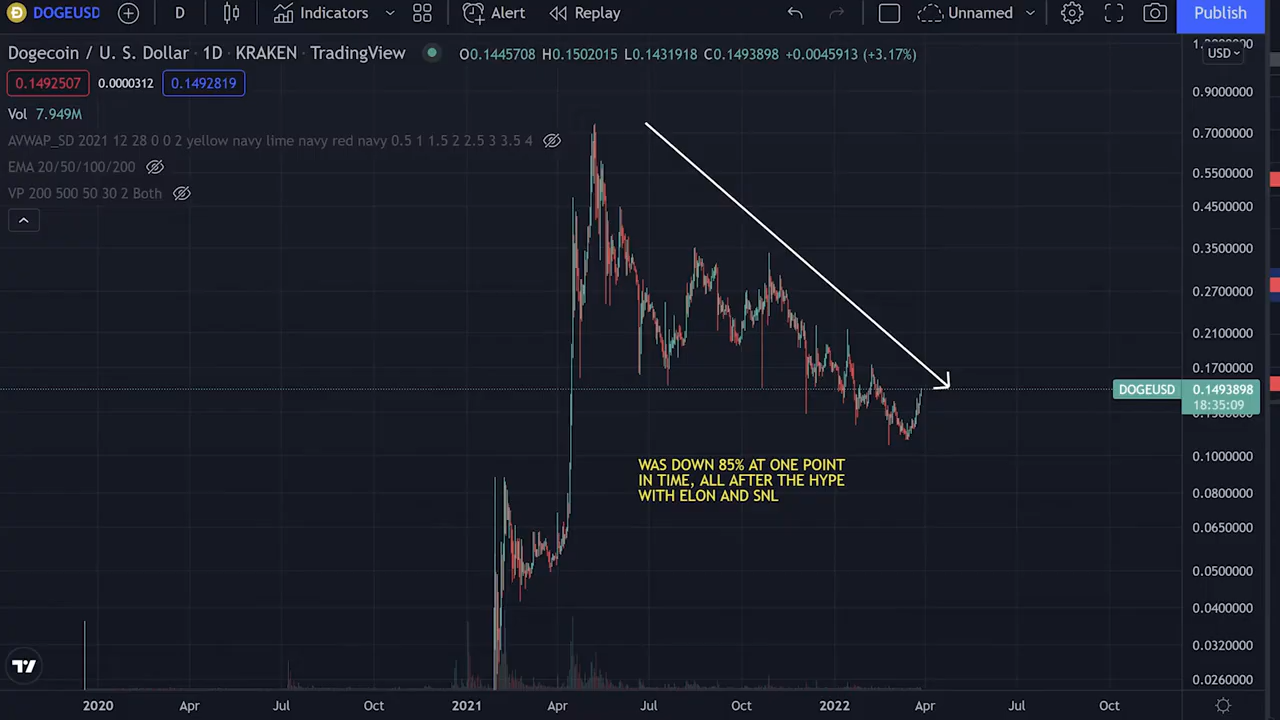 DOGEUSD D Indicators Alert Replay Unnamed Publish
Dogecoin / U. S. Dollar · 1D · KRAKEN · TradingView O0.1445708 H0.1502015 L0.1431918 C0.1493898 +0.0045913 (+3.17%)
USD
0.1492507 0.0000312 0.1492819
Vol 7.949M
AVWAP_SD 2021 12 28 0 0 2 yellow navy lime navy red navy 0.5 1 1.5 2 2.5 3 3.5 4
EMA 20/50/100/200
VP 200 500 50 30 2 Both
0.9000000
0.7000000
0.5500000
0.4500000
0.3500000
0.2700000
0.2100000
0.1700000
DOGEUSD 0.1493898
18:35:09
0.1000000
0.0800000
0.0650000
0.0500000
0.0400000
0.0320000
0.0260000
WAS DOWN 85% AT ONE POINT
IN TIME, ALL AFTER THE HYPE
WITH ELON AND SNL
2020 Apr Jul Oct 2021 Apr Jul Oct 2022 Apr Jul Oct